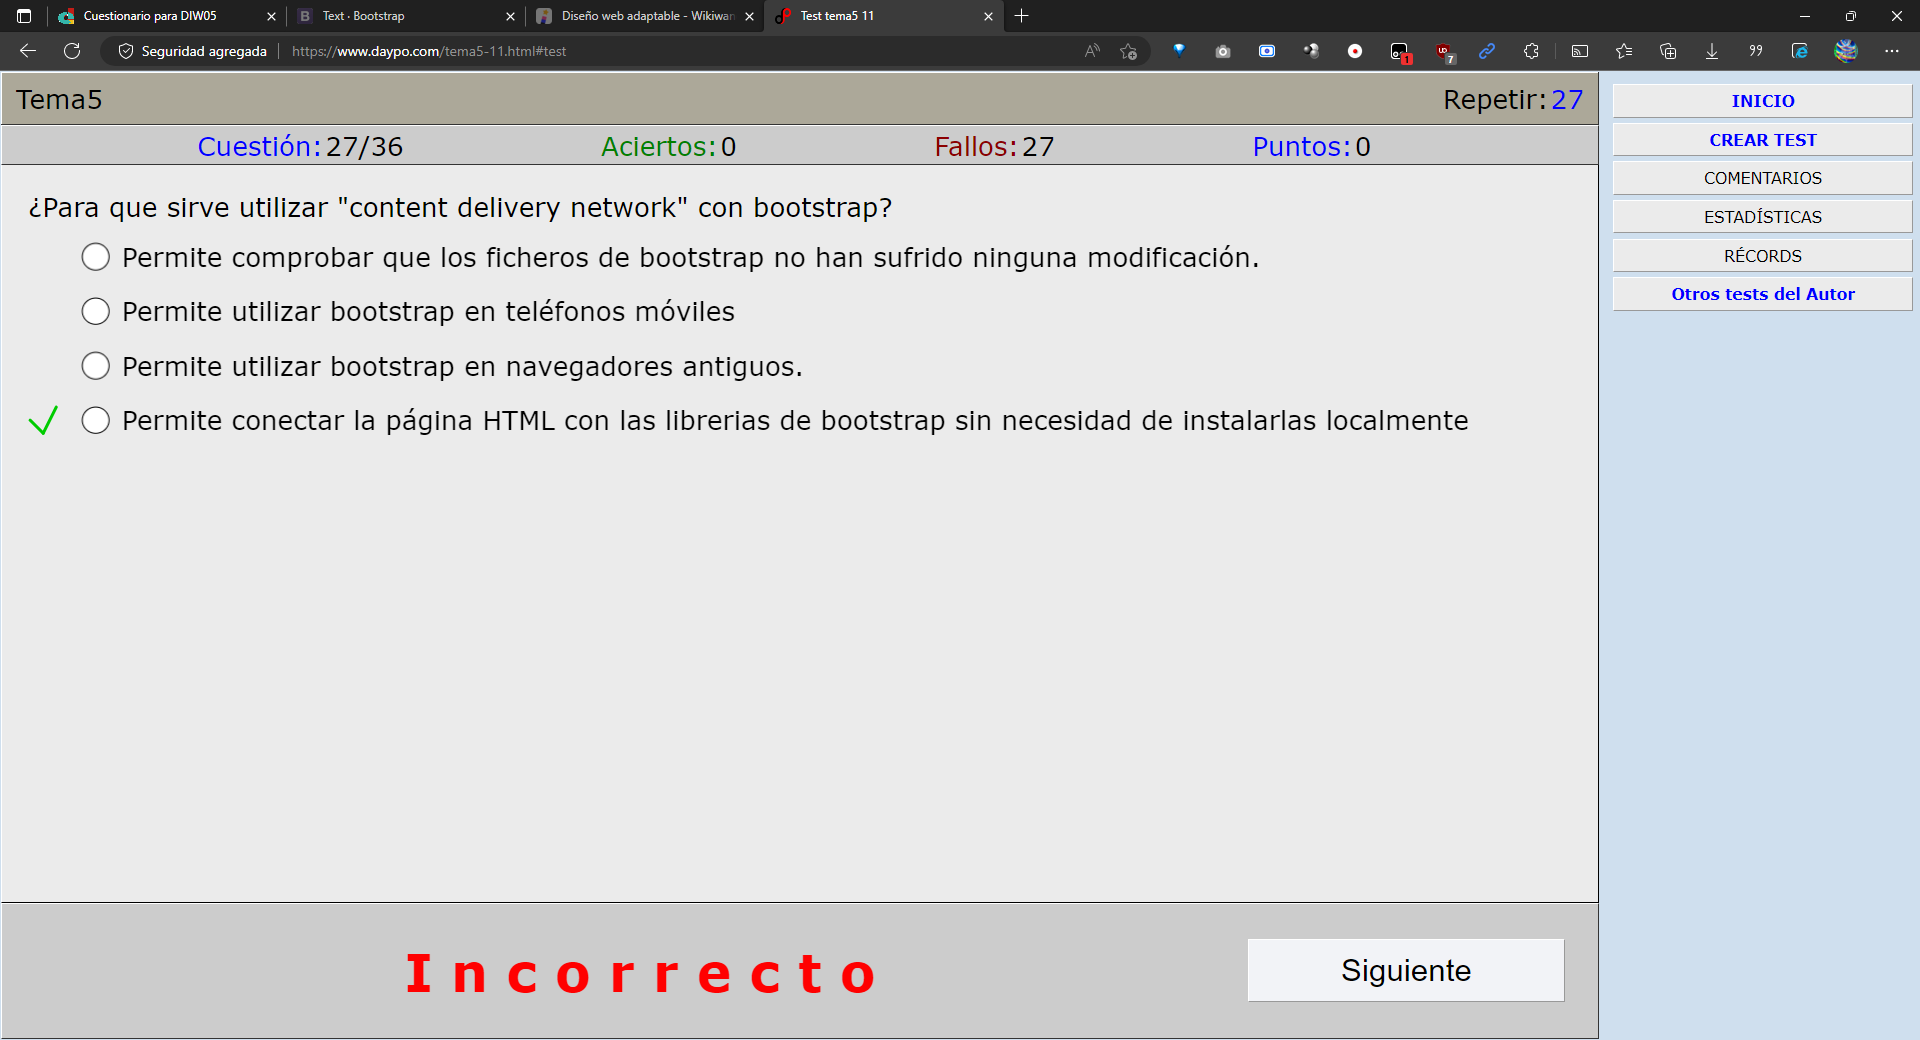 Cuestionario para DIW05
Text · Bootstrap
Diseño web adaptable - Wikiwan
Test tema5 11
Seguridad agregada
https://www.daypo.com/tema5-11.html#test
1
7
Tema5
Repetir: 27
Cuestión: 27/36
Aciertos: 0
Fallos: 27
Puntos: 0
¿Para que sirve utilizar "content delivery network" con bootstrap?
Permite comprobar que los ficheros de bootstrap no han sufrido ninguna modificación.
Permite utilizar bootstrap en teléfonos móviles
Permite utilizar bootstrap en navegadores antiguos.
Permite conectar la página HTML con las librerias de bootstrap sin necesidad de instalarlas localmente
Incorrecto
Siguiente
INICIO
CREAR TEST
COMENTARIOS
ESTADÍSTICAS
RÉCORDS
Otros tests del Autor